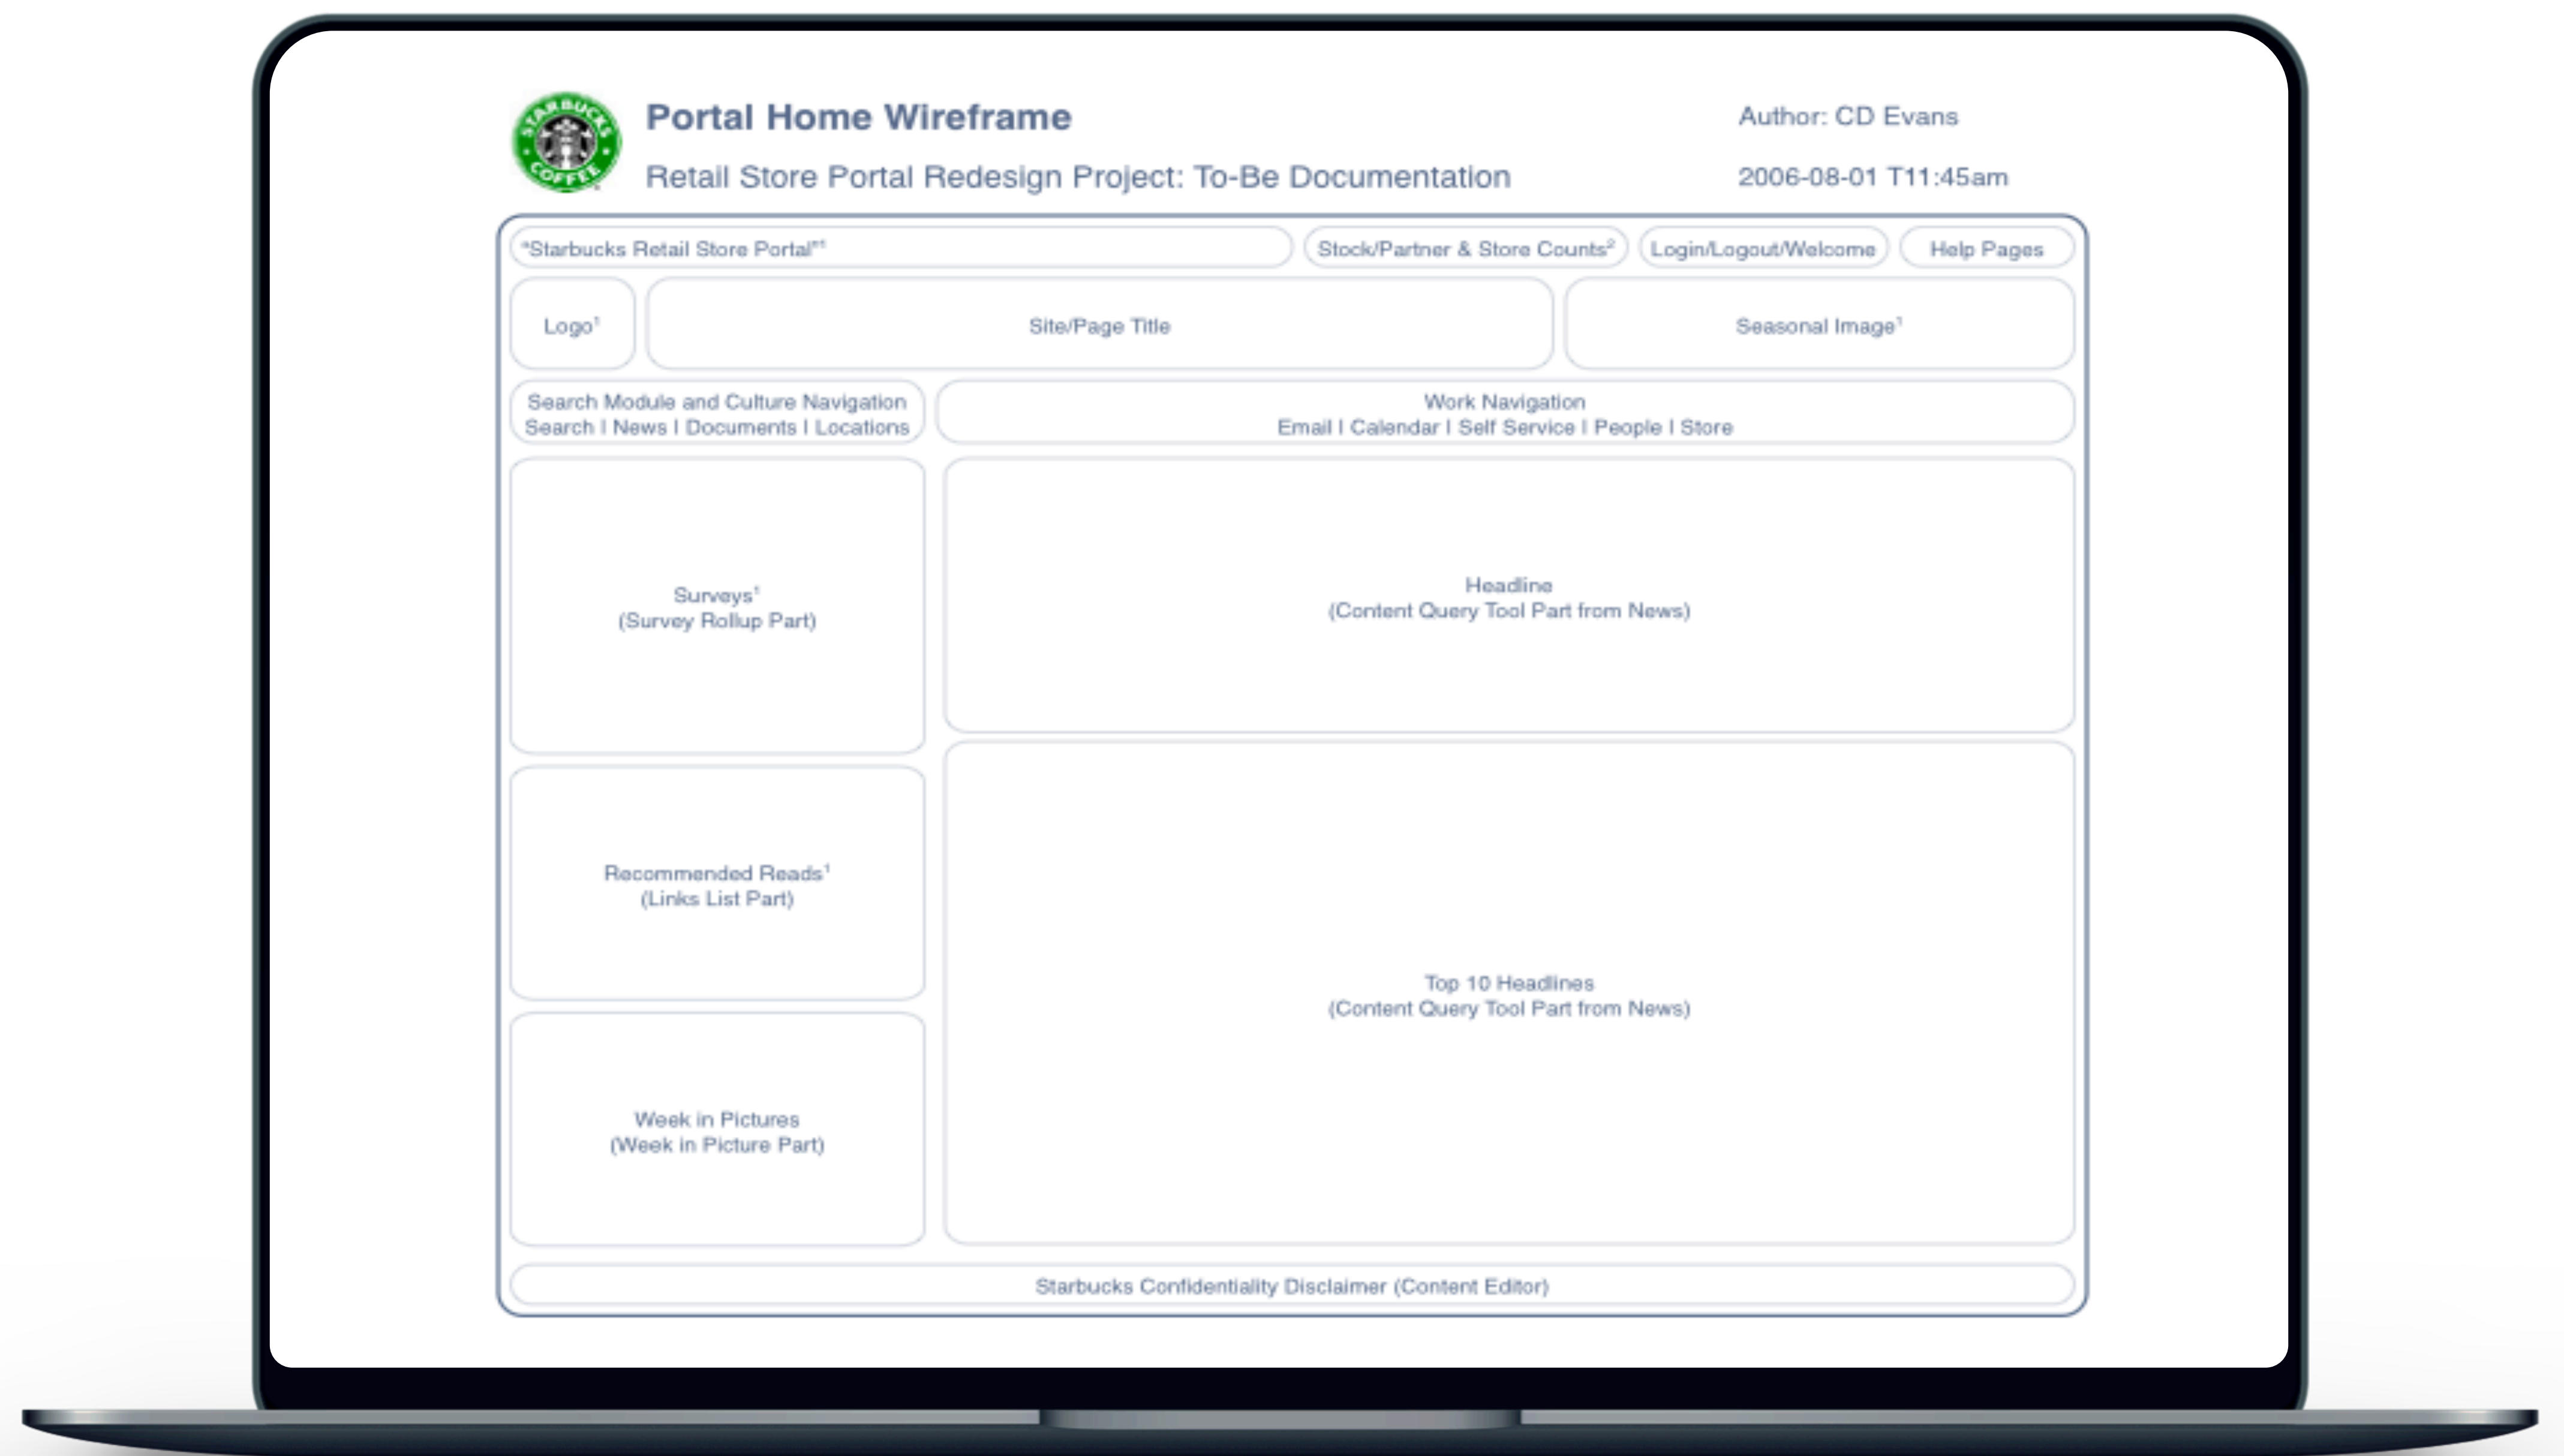 STARBUCKS
COFFEE
Portal Home Wireframe
Retail Store Portal Redesign Project: To-Be Documentation
Author: CD Evans
2006-08-01 T11:45am
"Starbucks Retail Store Portal"¹
Stock/Partner & Store Counts²
Login/Logout/Welcome
Help Pages
Logo¹
Site/Page Title
Seasonal Image¹
Search Module and Culture Navigation
Search | News | Documents | Locations
Work Navigation
Email | Calendar | Self Service | People | Store
Surveys¹
(Survey Rollup Part)
Headline
(Content Query Tool Part from News)
Recommended Reads¹
(Links List Part)
Top 10 Headlines
(Content Query Tool Part from News)
Week in Pictures
(Week in Picture Part)
Starbucks Confidentiality Disclaimer (Content Editor)